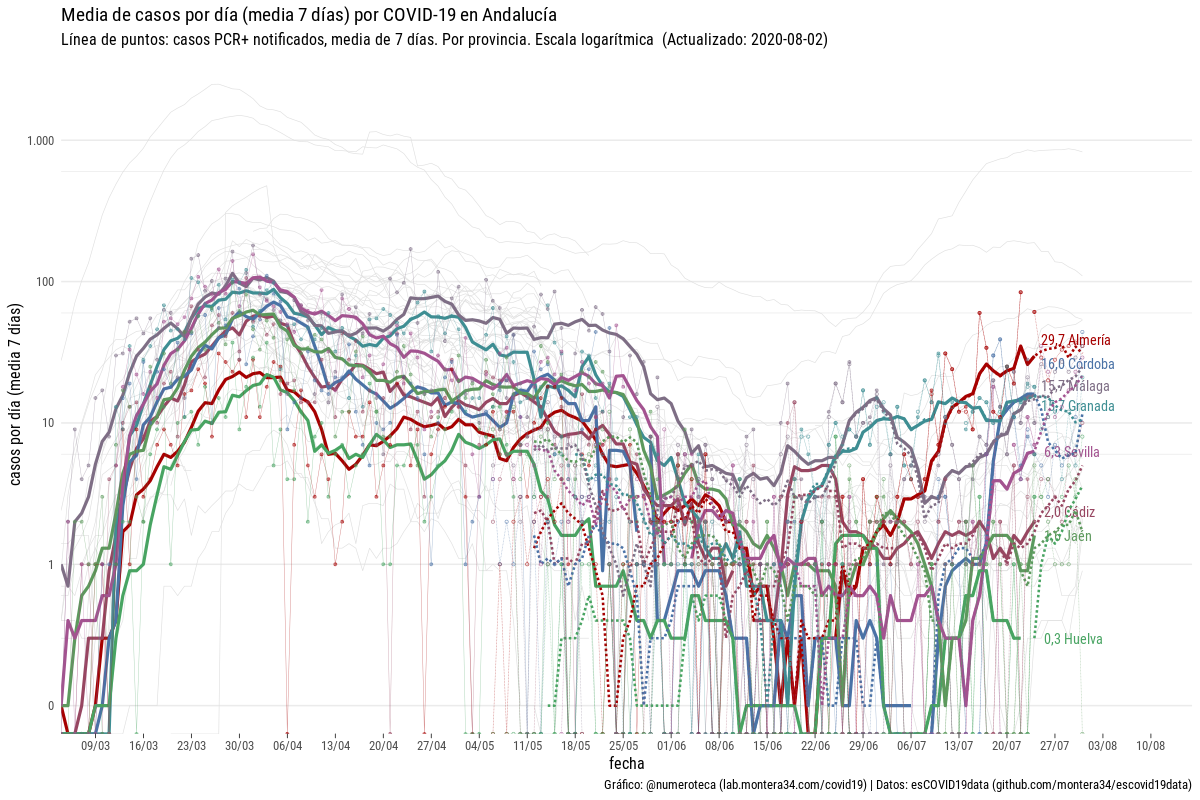 Media de casos por día (media 7 días) por COVID-19 en Andalucía
Línea de puntos: casos PCR+ notificados, media de 7 días. Por provincia. Escala logarítmica (Actualizado: 2020-08-02)
casos por día (media 7 días)
1.000
100
10
1
0
29,7 Almería
16,0 Córdoba
15,7 Málaga
13,7 Granada
6,3 Sevilla
2,0 Cádiz
Jaén
0,3 Huelva
09/03 16/03 23/03 30/03 06/04 13/04 20/04 27/04 04/05 11/05 18/05 25/05 01/06 08/06 15/06 22/06 29/06 06/07 13/07 20/07 27/07 03/08 10/08
fecha
Gráfico: @numeroteca (lab.montera34.com/covid19) | Datos: esCOVID19data (github.com/montera34/escovid19data)